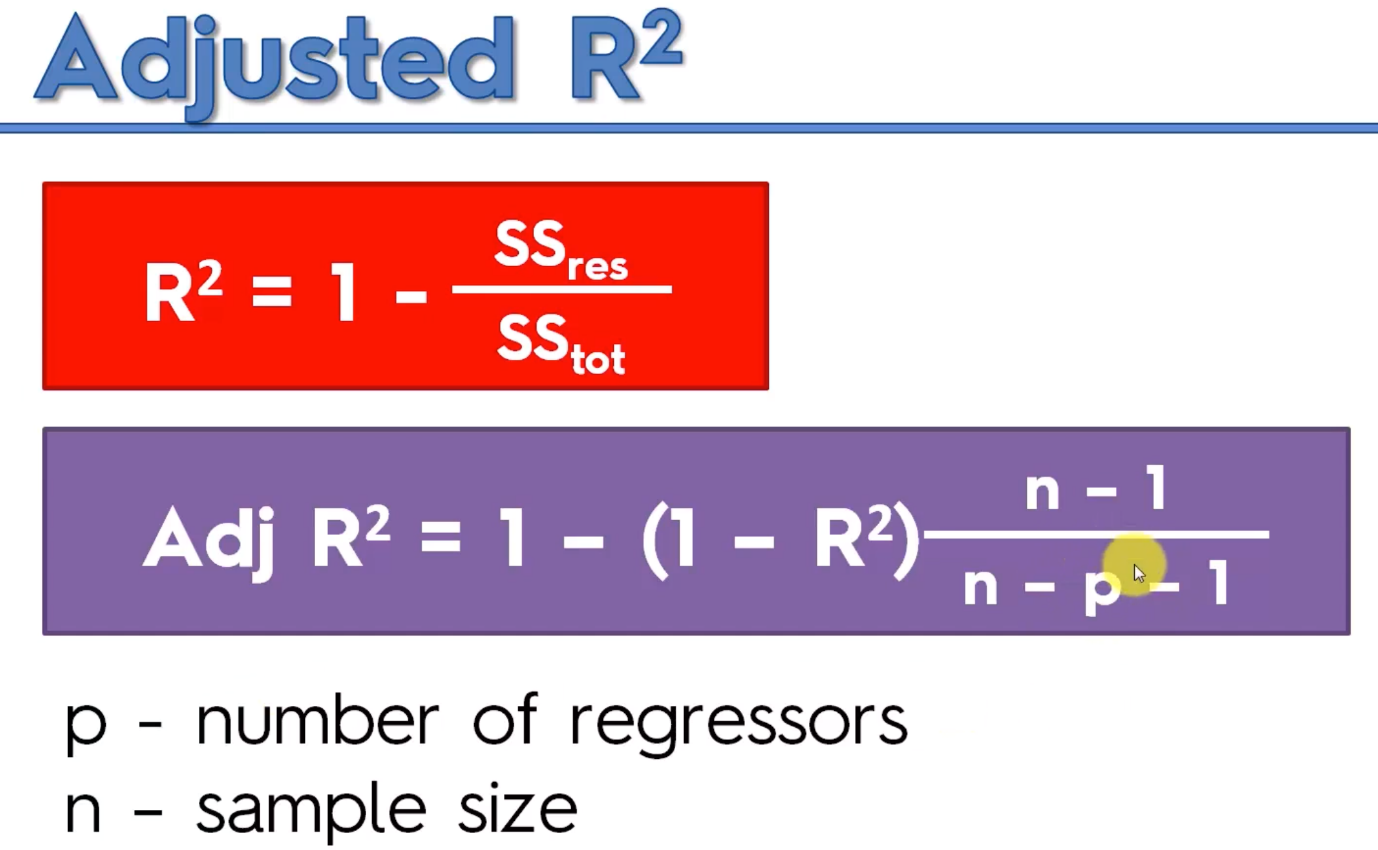 Adjusted R²
R² = 1 - SSres / SStot
Adj R² = 1 – (1 – R²) n – 1 / n – p – 1
p - number of regressors
n – sample size